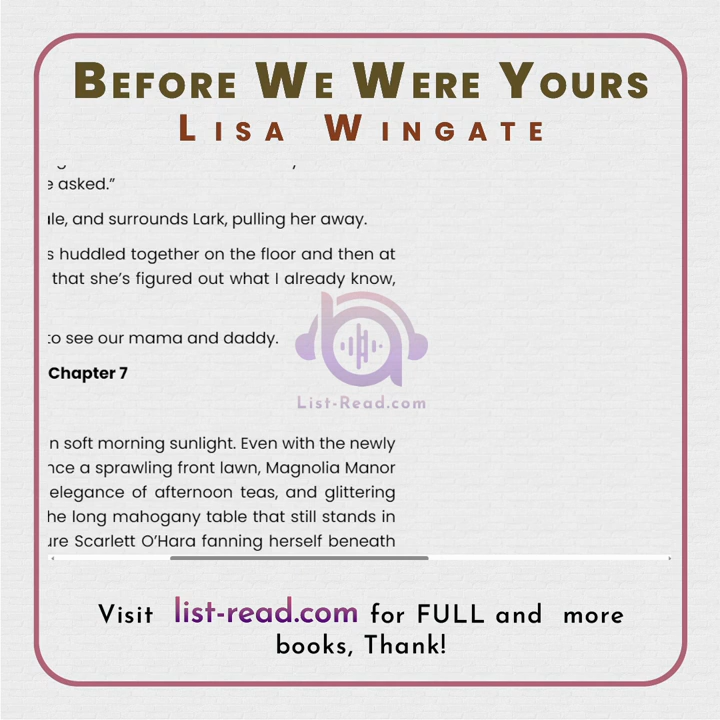 BEFORE WE WERE YOURS
LISA WINGATE
asked.”
and surrounds Lark, pulling her away.
huddled together on the floor and then at
that she’s figured out what I already know,
to see our mama and daddy.
List-Read.com
Chapter 7
soft morning sunlight. Even with the newly
a sprawling front lawn, Magnolia Manor
elegance of afternoon teas, and glittering
long mahogany table that still stands in
Scarlett O’Hara fanning herself beneath
Visit list-read.com for FULL and more
books, Thank!